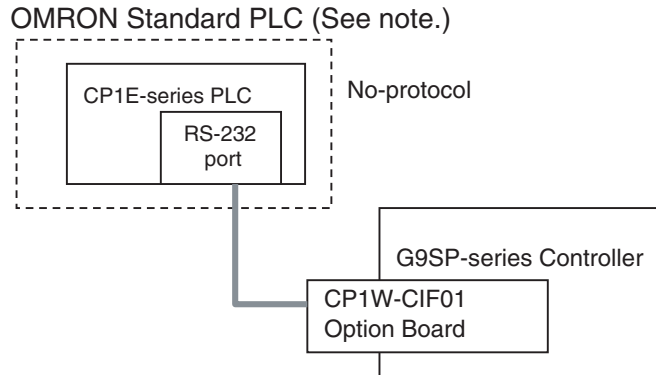 OMRON Standard PLC (See note.)
CP1E-series PLC
No-protocol
RS-232
port
G9SP-series Controller
CP1W-CIF01
Option Board